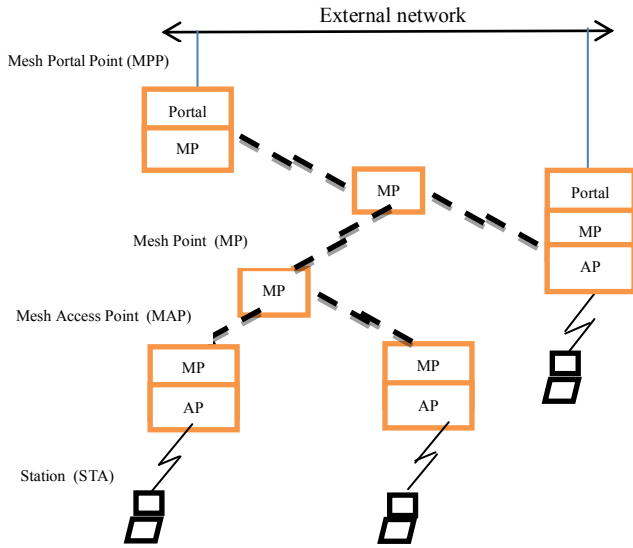 External network
Mesh Portal Point (MPP)
Portal
MP
MP
Portal
MP
AP
Mesh Point  (MP)
MP
Mesh Access Point (MAP)
MP
AP
MP
AP
Station  (STA)